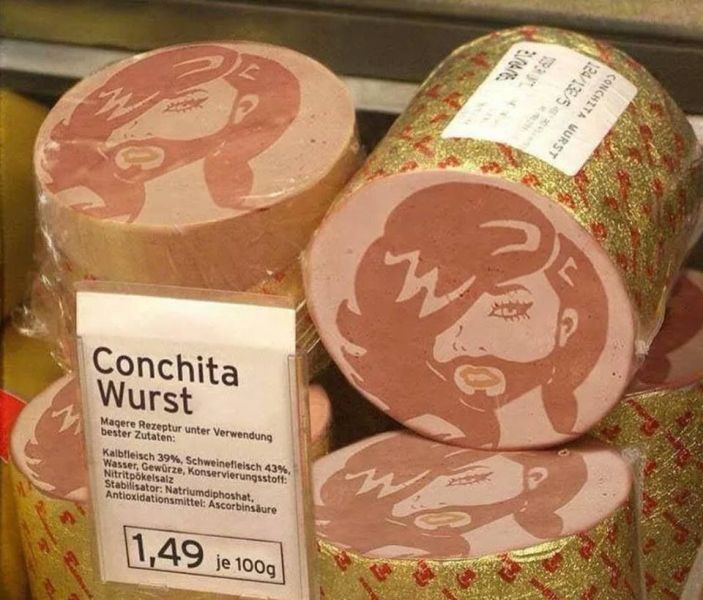 Conchita
Wurst
Magere Rezeptur unter Verwendung
bester Zutaten:
Kalbfleisch 39%, Schweinefleisch 43%,
Wasser, Gewürze, Konservierungsstoff:
Nitritpökelsalz
Stabilisator: Natriumdiphoshat,
Antioxidationsmittel: Ascorbinsäure
1,49 je 100g
CONCHITA WURST